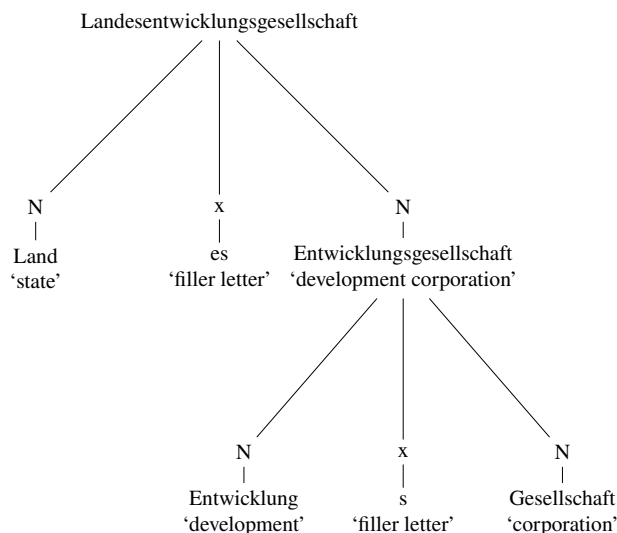 Landesentwicklungsgesellschaft
N x N
Land es Entwicklungsgesellschaft
‘state’ ‘filler letter’ ‘development corporation’
N x N
Entwicklung s Gesellschaft
‘development’ ‘filler letter’ ‘corporation’